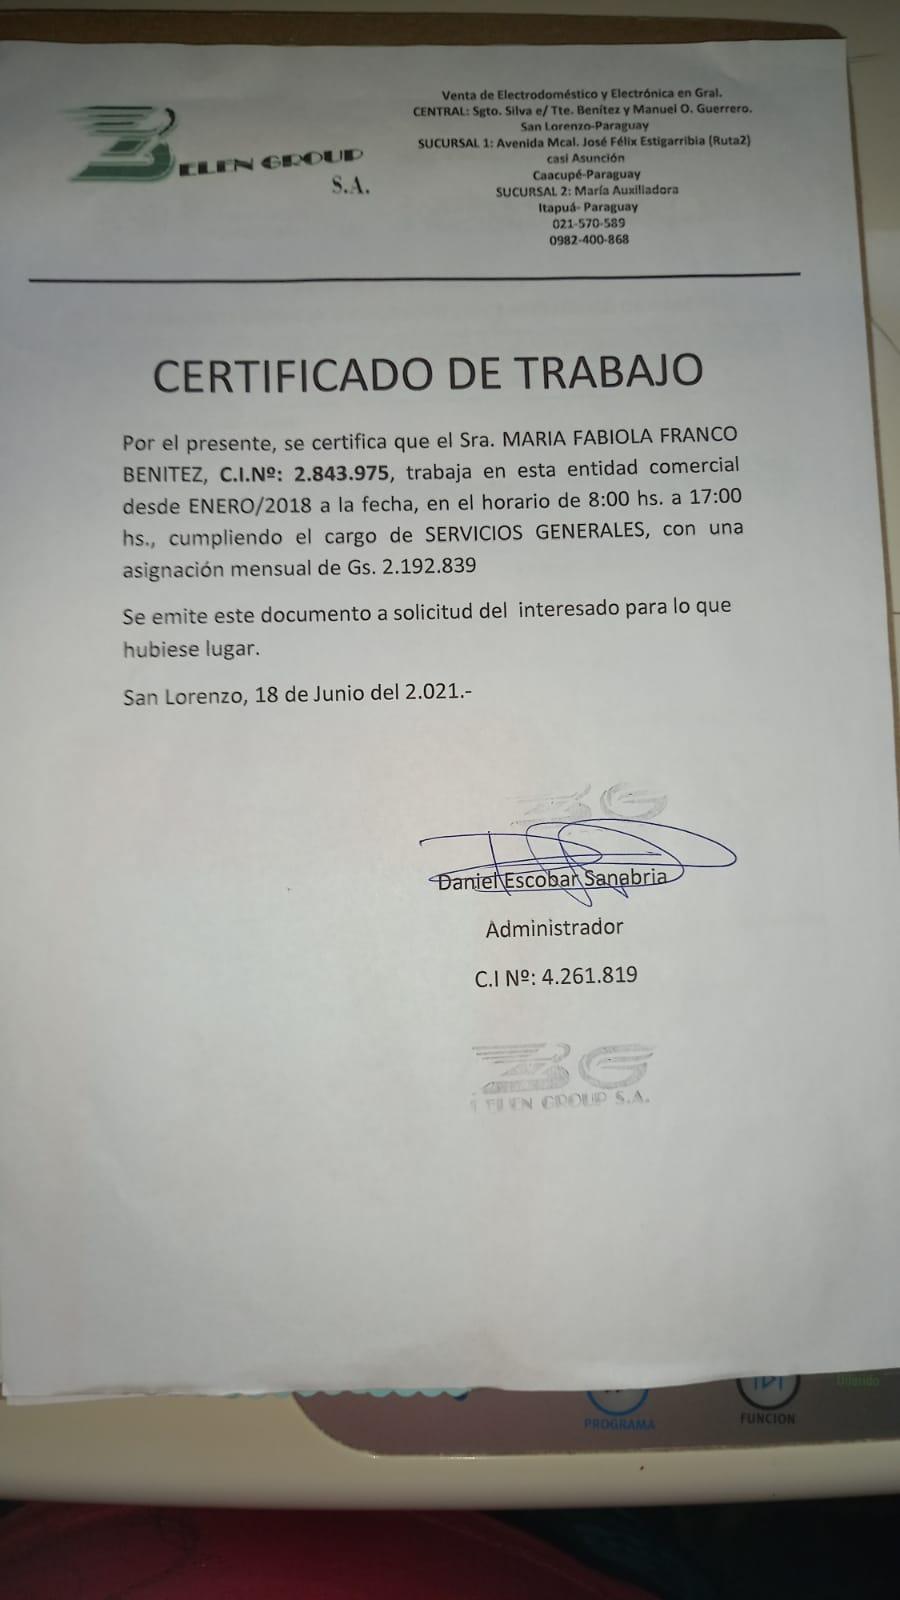 BELEN GROUP
S.A.
Venta de Electrodoméstico y Electrónica en Gral.
CENTRAL: Sgto. Silva e/ Tte. Benítez y Manuel O. Guerrero.
San Lorenzo-Paraguay
SUCURSAL 1: Avenida Mcal. José Félix Estigarribia (Ruta2)
casi Asunción
Caacupé-Paraguay
SUCURSAL 2: María Auxiliadora
Itapuá- Paraguay
021-570-589
0982-400-868
CERTIFICADO DE TRABAJO
Por el presente, se certifica que el Sra. MARIA FABIOLA FRANCO
BENITEZ, C.I.Nº: 2.843.975, trabaja en esta entidad comercial
desde ENERO/2018 a la fecha, en el horario de 8:00 hs. a 17:00
hs., cumpliendo el cargo de SERVICIOS GENERALES, con una
asignación mensual de Gs. 2.192.839
Se emite este documento a solicitud del interesado para lo que
hubiese lugar.
San Lorenzo, 18 de Junio del 2.021.-
BG
Daniel Escobar Sanabria
Administrador
C.I Nº: 4.261.819
BG
BELEN GROUP S.A.
PROGRAMA
FUNCION